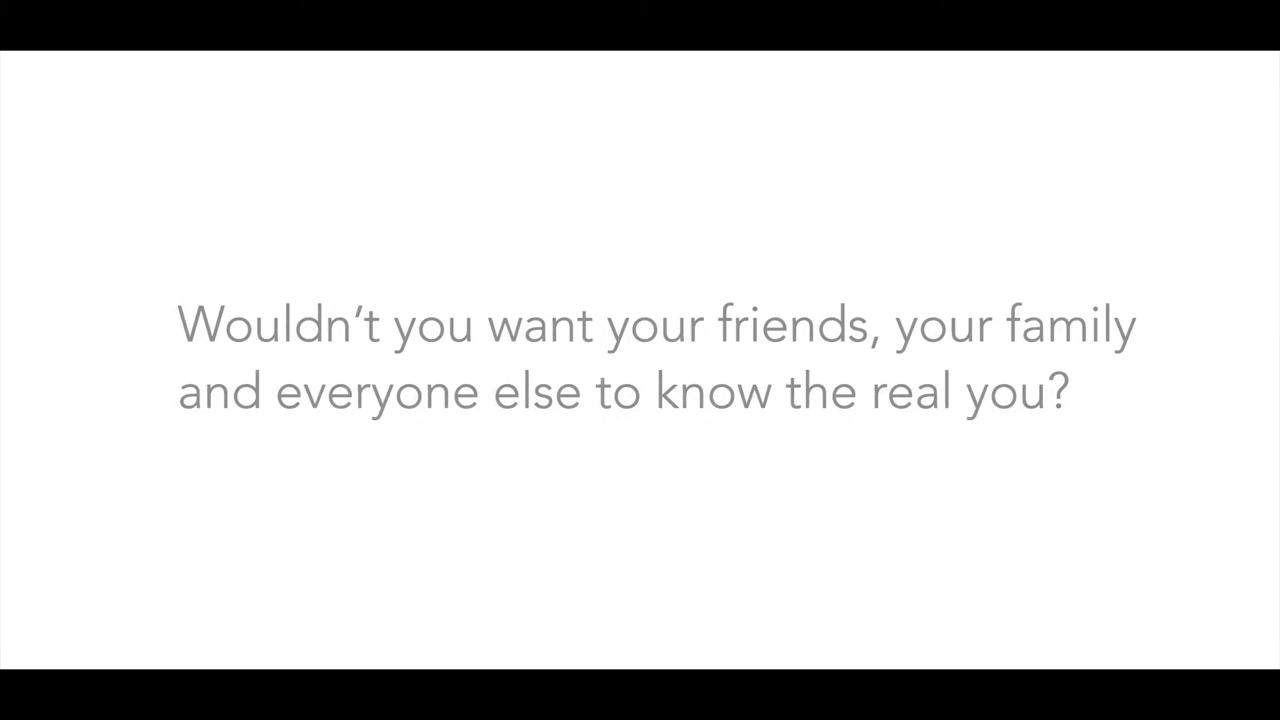 Wouldn’t you want your friends, your family
and everyone else to know the real you?